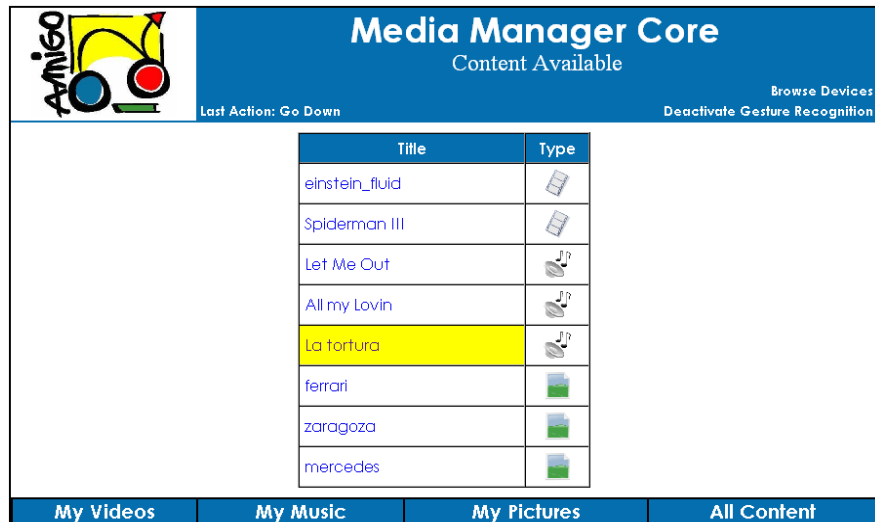 AMiGO
Media Manager Core
Content Available
Browse Devices
Last Action: Go Down Deactivate Gesture Recognition
Title Type
einstein_fluid
Spiderman III
Let Me Out
All my Lovin
La tortura
ferrari
zaragoza
mercedes
My Videos My Music My Pictures All Content